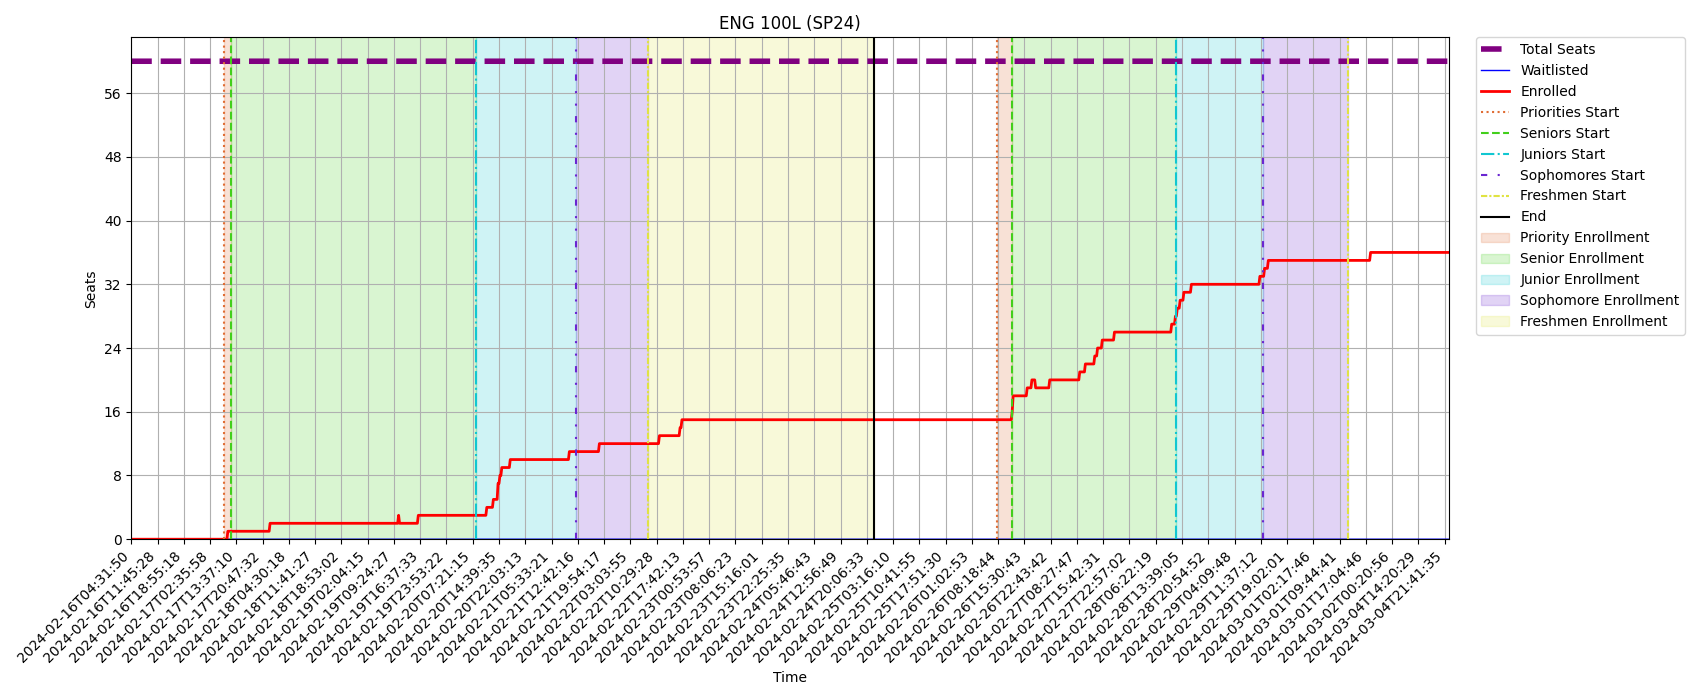 ENG 100L (SP24)
Total Seats
Waitlisted
Enrolled
Priorities Start
Seniors Start
Juniors Start
Sophomores Start
Freshmen Start
End
Priority Enrollment
Senior Enrollment
Junior Enrollment
Sophomore Enrollment
Freshmen Enrollment
Seats
56
48
40
32
24
16
8
0
2024-02-16T04:31:50
2024-02-16T11:45:28
2024-02-16T18:55:18
2024-02-17T02:35:58
2024-02-17T13:37:10
2024-02-17T20:47:32
2024-02-18T04:30:18
2024-02-18T11:41:27
2024-02-18T18:53:02
2024-02-19T02:04:15
2024-02-19T09:24:27
2024-02-19T16:37:33
2024-02-19T23:53:22
2024-02-20T07:21:15
2024-02-20T14:39:35
2024-02-20T22:03:13
2024-02-21T05:33:21
2024-02-21T12:42:16
2024-02-21T19:54:17
2024-02-22T03:03:55
2024-02-22T10:29:28
2024-02-22T17:42:13
2024-02-23T00:53:57
2024-02-23T08:06:23
2024-02-23T15:16:01
2024-02-23T22:25:35
2024-02-24T05:46:43
2024-02-24T12:56:49
2024-02-24T20:06:33
2024-02-25T03:16:10
2024-02-25T10:41:55
2024-02-25T17:51:30
2024-02-26T01:02:53
2024-02-26T08:18:44
2024-02-26T15:30:43
2024-02-26T22:43:42
2024-02-27T08:27:47
2024-02-27T15:42:31
2024-02-27T22:57:02
2024-02-28T06:22:19
2024-02-28T13:39:05
2024-02-28T20:54:52
2024-02-29T04:09:48
2024-02-29T11:37:12
2024-02-29T19:02:01
2024-03-01T02:17:46
2024-03-01T09:44:41
2024-03-01T17:04:46
2024-03-02T00:20:56
2024-03-04T14:20:29
2024-03-04T21:41:35
Time